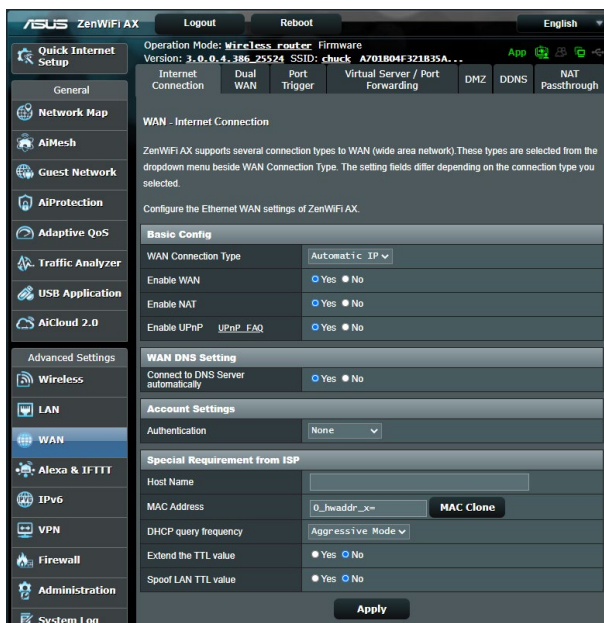 ASUS ZenWiFi AX Logout Reboot English
Quick Internet Setup
General
Network Map
AiMesh
Guest Network
AiProtection
Adaptive QoS
Traffic Analyzer
USB Application
AiCloud 2.0
Advanced Settings
Wireless
LAN
WAN
Alexa & IFTTT
IPv6
VPN
Firewall
Administration
System Log
Operation Mode: Wireless router Firmware
Version: 3.0.0.4.386_25524 SSID: chuck A701B04F321B35A...
App
Internet Connection
Dual WAN
Port Trigger
Virtual Server / Port Forwarding
DMZ
DDNS
NAT Passthrough
WAN - Internet Connection
ZenWiFi AX supports several connection types to WAN (wide area network).These types are selected from the
dropdown menu beside WAN Connection Type. The setting fields differ depending on the connection type you
selected.
Configure the Ethernet WAN settings of ZenWiFi AX.
Basic Config
WAN Connection Type Automatic IP
Enable WAN Yes No
Enable NAT Yes No
Enable UPnP UPnP FAQ Yes No
WAN DNS Setting
Connect to DNS Server
automatically Yes No
Account Settings
Authentication None
Special Requirement from ISP
Host Name
MAC Address 0_hwaddr_x= MAC Clone
DHCP query frequency Aggressive Mode
Extend the TTL value Yes No
Spoof LAN TTL value Yes No
Apply